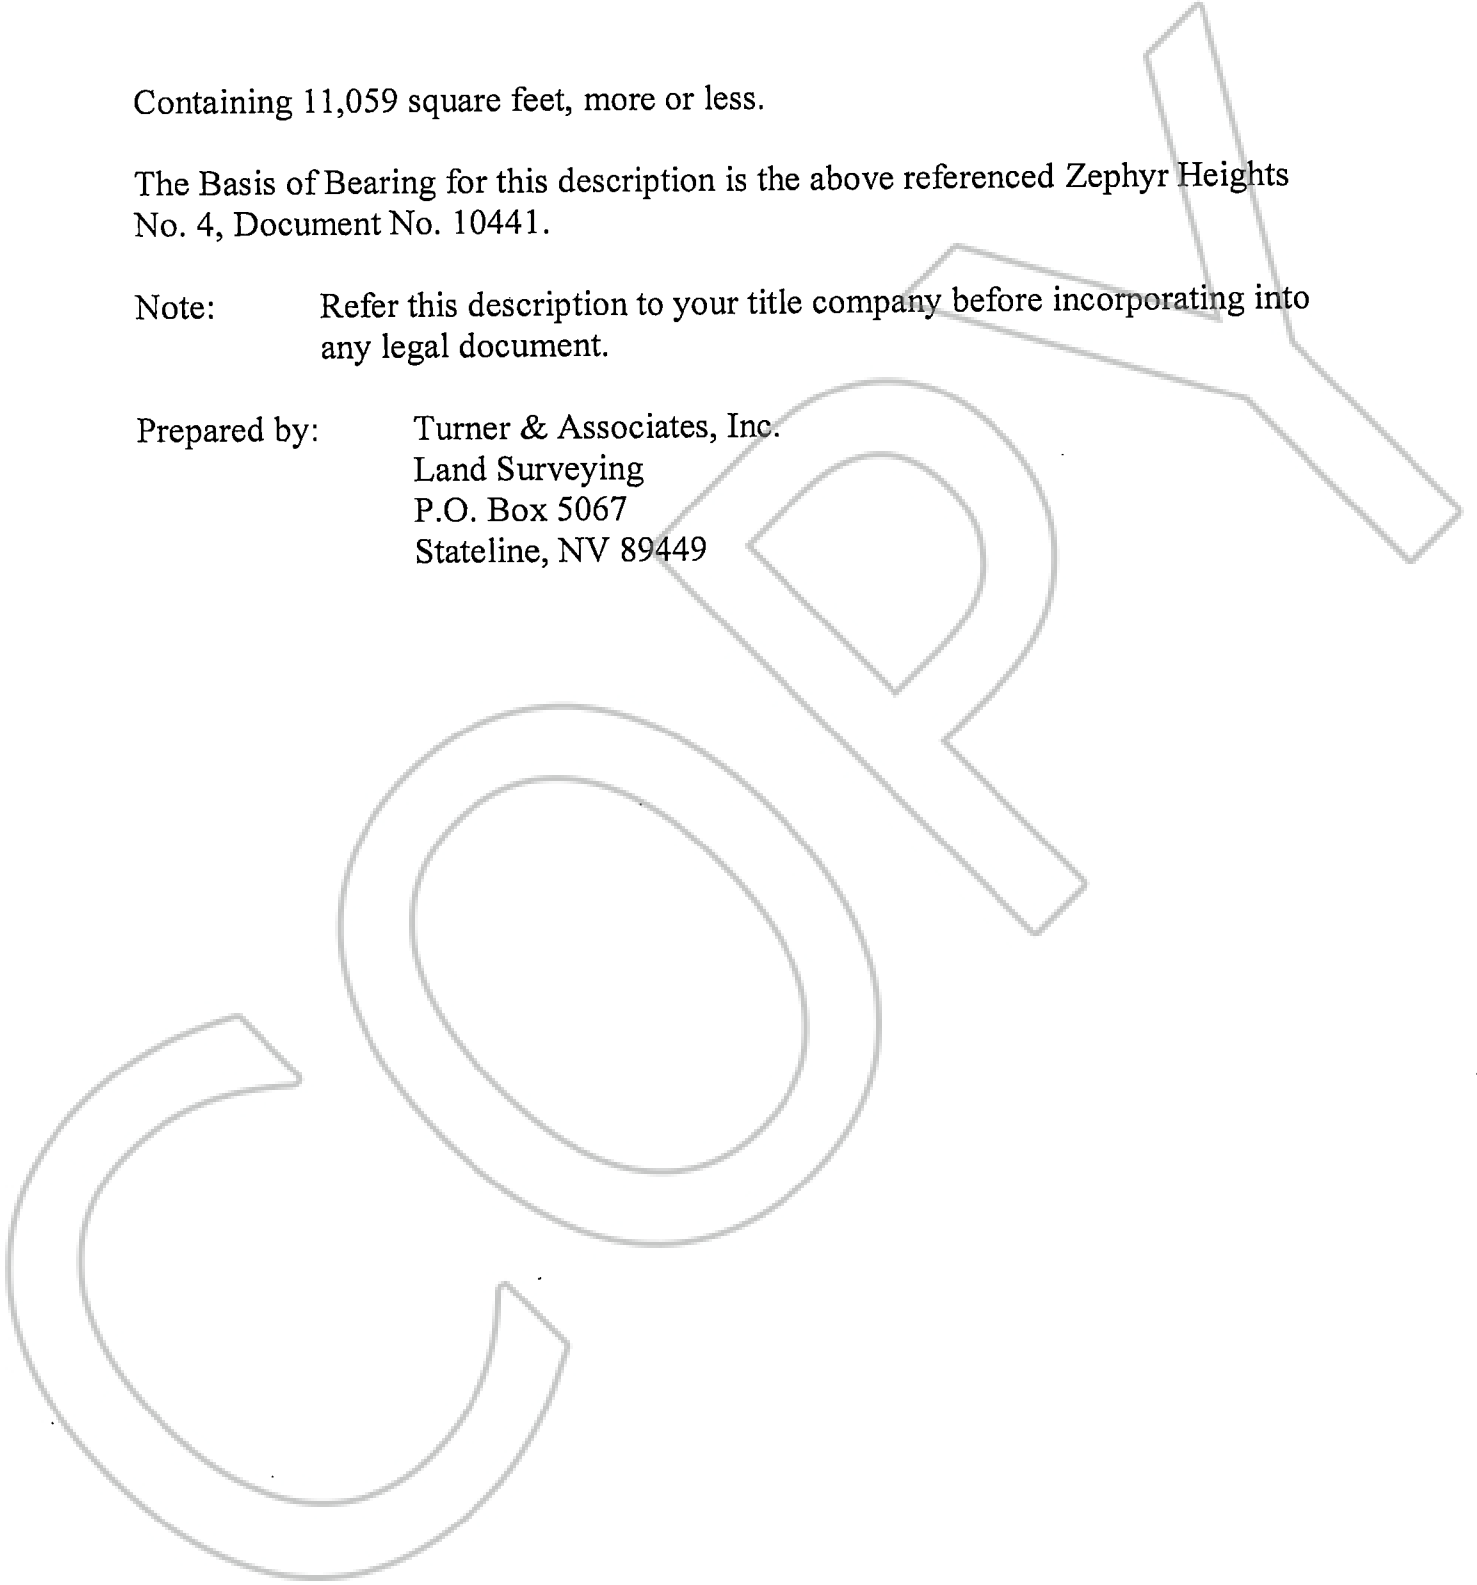 Containing 11,059 square feet, more or less.
The Basis of Bearing for this description is the above referenced Zephyr Heights
No. 4, Document No. 10441.
Note: Refer this description to your title company before incorporating into
any legal document.
Prepared by: Turner & Associates, Inc.
Land Surveying
P.O. Box 5067
Stateline, NV 89449
COPY